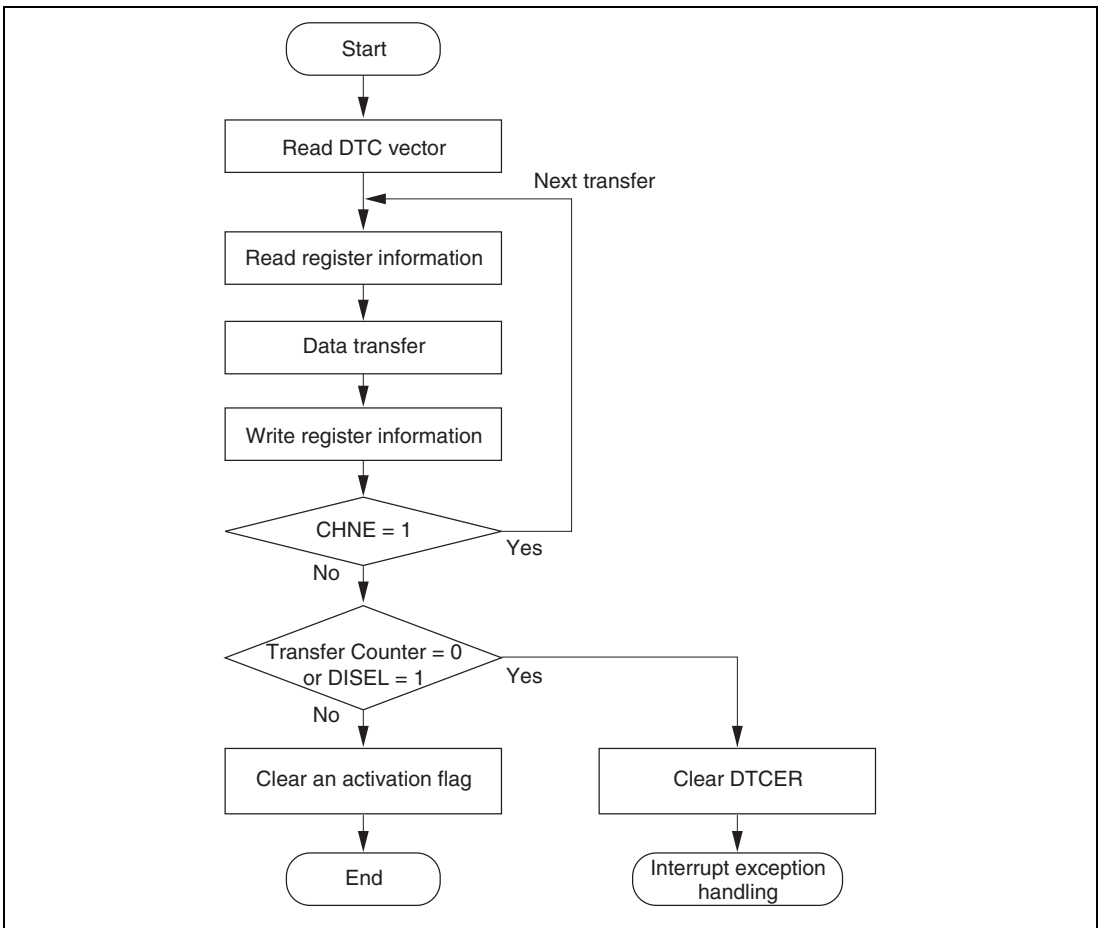 Start
Read DTC vector
Next transfer
Read register information
Data transfer
Write register information
CHNE = 1
Yes
No
Transfer Counter = 0
or DISEL = 1
Yes
No
Clear an activation flag
Clear DTCER
End
Interrupt exception
handling